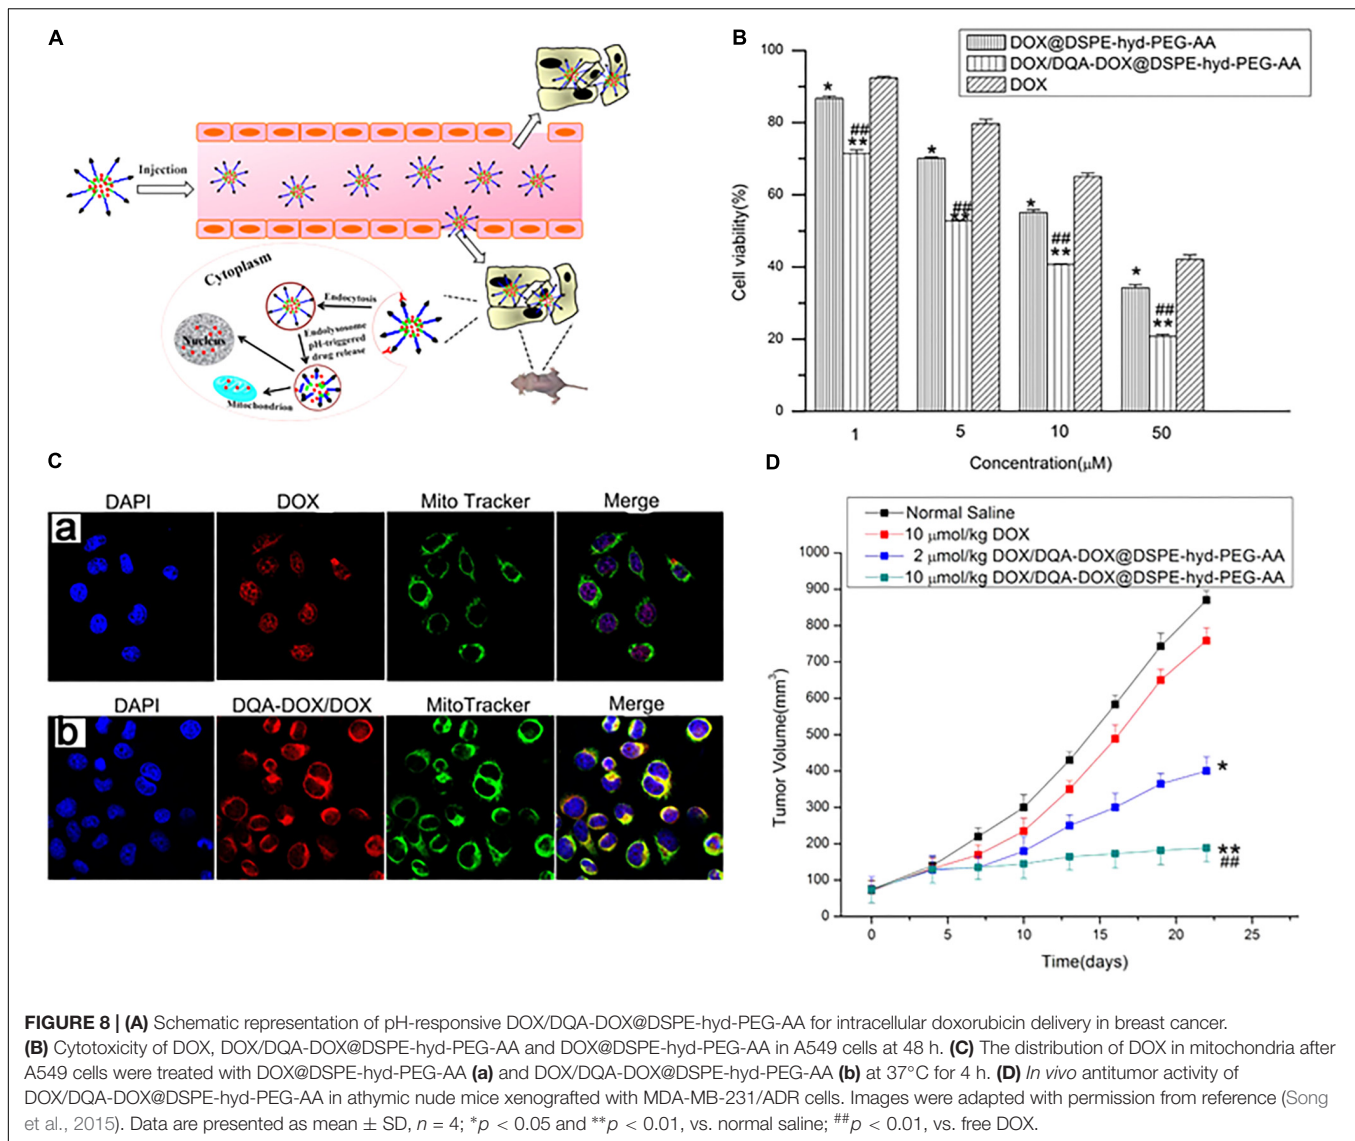 A
Injection
Cytoplasm
Endocytosis
Endolysosome
pH-triggered
drug release
Nucleus
Mitochondrion
B
DOX@DSPE-hyd-PEG-AA
DOX/DQA-DOX@DSPE-hyd-PEG-AA
DOX
Cell viability(%)
100
80
60
40
20
0
*
##
**
*
##
**
*
##
**
*
##
**
1
5
10
50
Concentration(μM)
C
DAPI
DOX
Mito Tracker
Merge
a
DAPI
DQA-DOX/DOX
MitoTracker
Merge
b
D
Normal Saline
10 μmol/kg DOX
2 μmol/kg DOX/DQA-DOX@DSPE-hyd-PEG-AA
10 μmol/kg DOX/DQA-DOX@DSPE-hyd-PEG-AA
Tumor Volume(mm³)
1000
900
800
700
600
500
400
300
200
100
0
*
**
##
0
5
10
15
20
25
Time(days)
FIGURE 8 | (A) Schematic representation of pH-responsive DOX/DQA-DOX@DSPE-hyd-PEG-AA for intracellular doxorubicin delivery in breast cancer.
(B) Cytotoxicity of DOX, DOX/DQA-DOX@DSPE-hyd-PEG-AA and DOX@DSPE-hyd-PEG-AA in A549 cells at 48 h. (C) The distribution of DOX in mitochondria after
A549 cells were treated with DOX@DSPE-hyd-PEG-AA (a) and DOX/DQA-DOX@DSPE-hyd-PEG-AA (b) at 37°C for 4 h. (D) In vivo antitumor activity of
DOX/DQA-DOX@DSPE-hyd-PEG-AA in athymic nude mice xenografted with MDA-MB-231/ADR cells. Images were adapted with permission from reference (Song
et al., 2015). Data are presented as mean ± SD, n = 4; *p < 0.05 and **p < 0.01, vs. normal saline; ##p < 0.01, vs. free DOX.